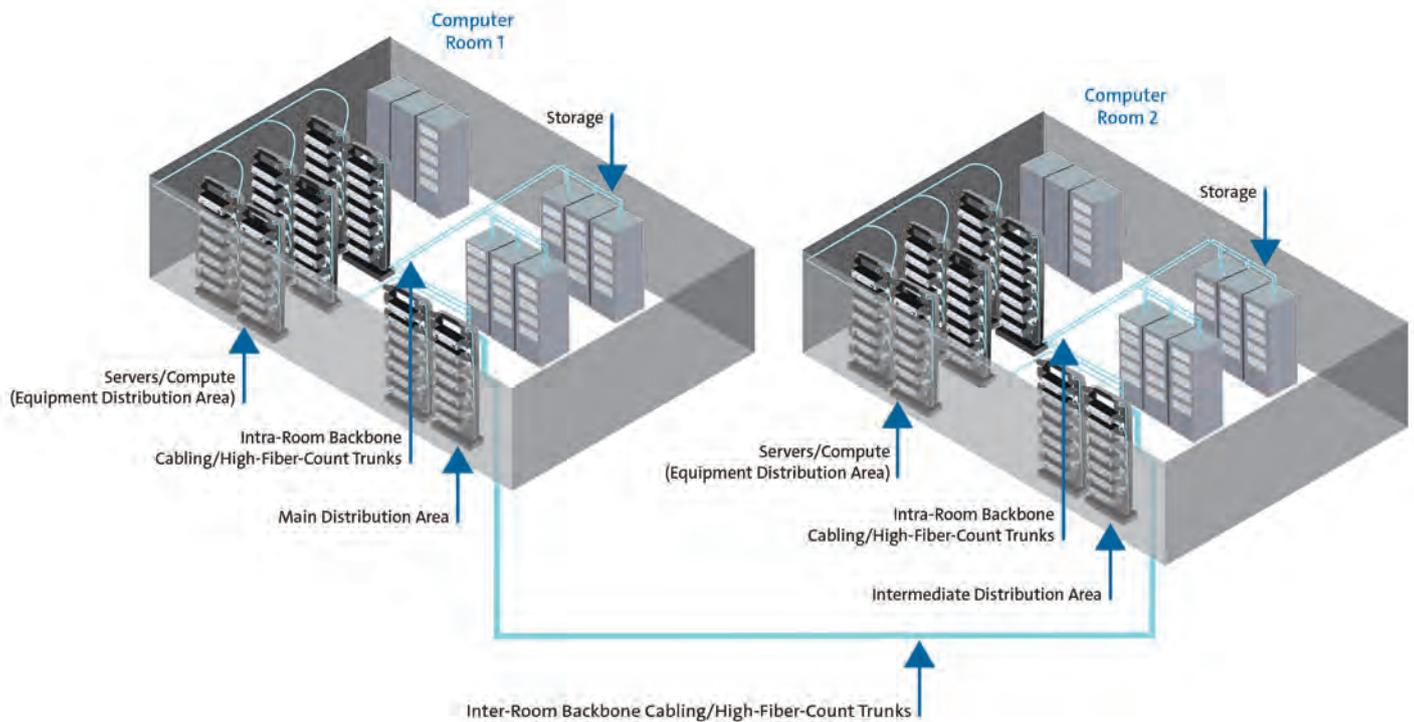 Computer
Room 1
Storage
Servers/Compute
(Equipment Distribution Area)
Intra-Room Backbone
Cabling/High-Fiber-Count Trunks
Main Distribution Area
Computer
Room 2
Storage
Servers/Compute
(Equipment Distribution Area)
Intra-Room Backbone
Cabling/High-Fiber-Count Trunks
Intermediate Distribution Area
Inter-Room Backbone Cabling/High-Fiber-Count Trunks